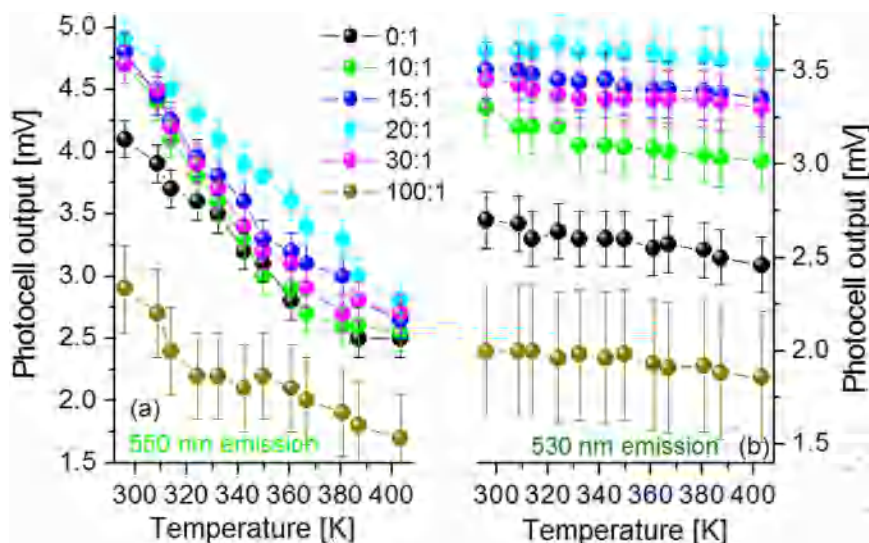 5.0
4.5
4.0
3.5
3.0
2.5
2.0
1.5
Photocell output [mV]
0:1
10:1
15:1
20:1
30:1
100:1
(a)
550 nm emission
300 320 340 360 380 400
Temperature [K]
3.5
3.0
2.5
2.0
1.5
Photocell output [mV]
530 nm emission (b)
300 320 340 360 380 400
Temperature [K]